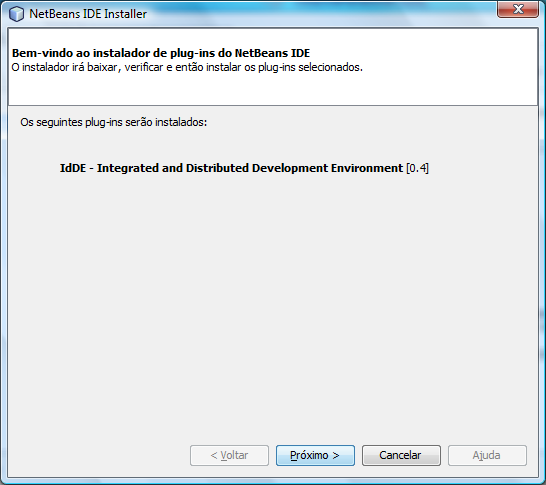 NetBeans IDE Installer
Bem-vindo ao instalador de plug-ins do NetBeans IDE
O instalador irá baixar, verificar e então instalar os plug-ins selecionados.
Os seguintes plug-ins serão instalados:
IdDE - Integrated and Distributed Development Environment [0.4]
< Voltar
Próximo >
Cancelar
Ajuda